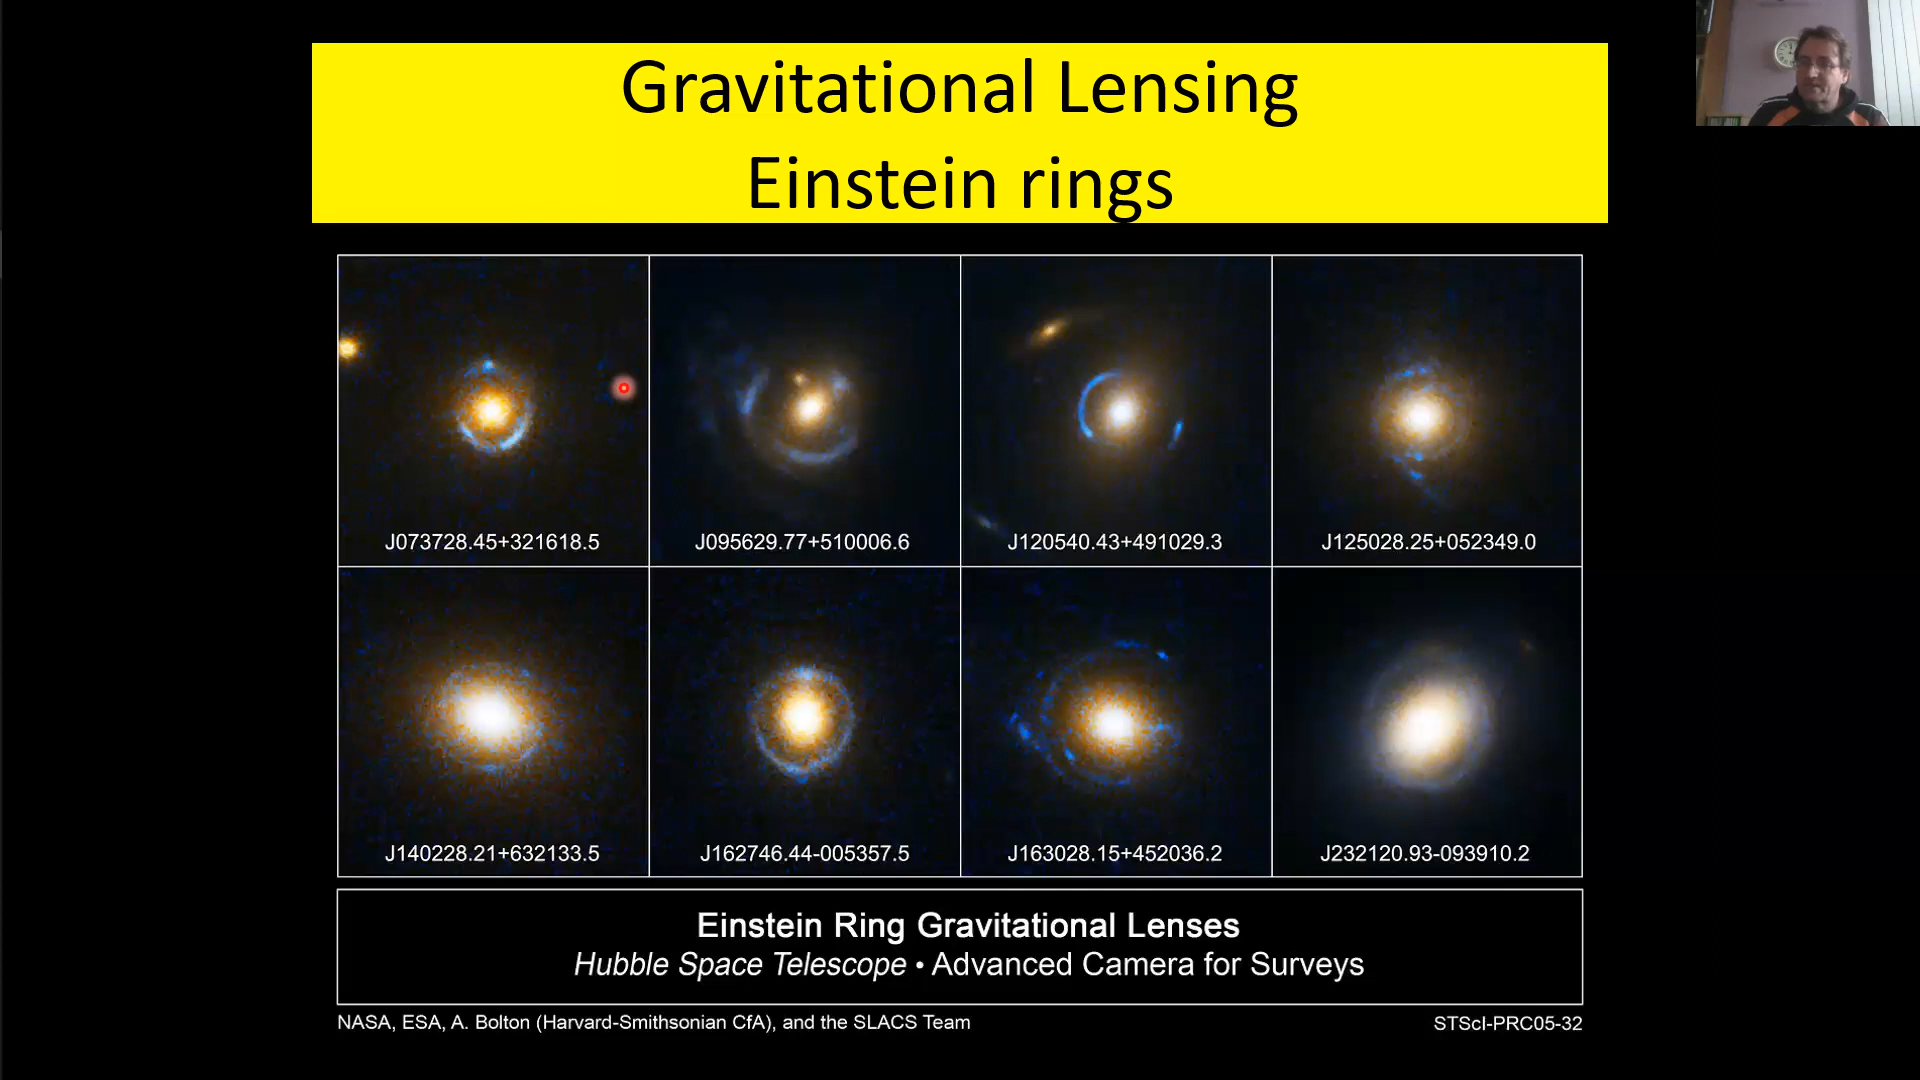 Gravitational Lensing
Einstein rings
J073728.45+321618.5
J095629.77+510006.6
J120540.43+491029.3
J125028.25+052349.0
J140228.21+632133.5
J162746.44-005357.5
J163028.15+452036.2
J232120.93-093910.2
Einstein Ring Gravitational Lenses
Hubble Space Telescope • Advanced Camera for Surveys
NASA, ESA, A. Bolton (Harvard-Smithsonian CfA), and the SLACS Team
STScI-PRC05-32